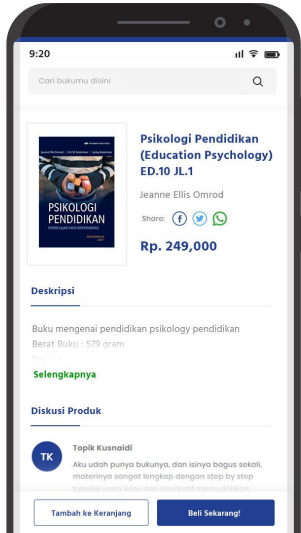 9:20
Cari bukumu disini
PSIKOLOGI
PENDIDIKAN
Psikologi Pendidikan
(Education Psychology)
ED.10 JL.1
Jeanne Ellis Omrod
Share:
Rp. 249,000
Deskripsi
Buku mengenai pendidikan psikology pendidikan
Berat Buku : 579 gram
Selengkapnya
Diskusi Produk
TK
Topik Kusnaidi
Aku udah punya bukunya, dan isinya bagus sekali,
materinya sangat lengkap dengan step by step
Tambah ke Keranjang
Beli Sekarang!